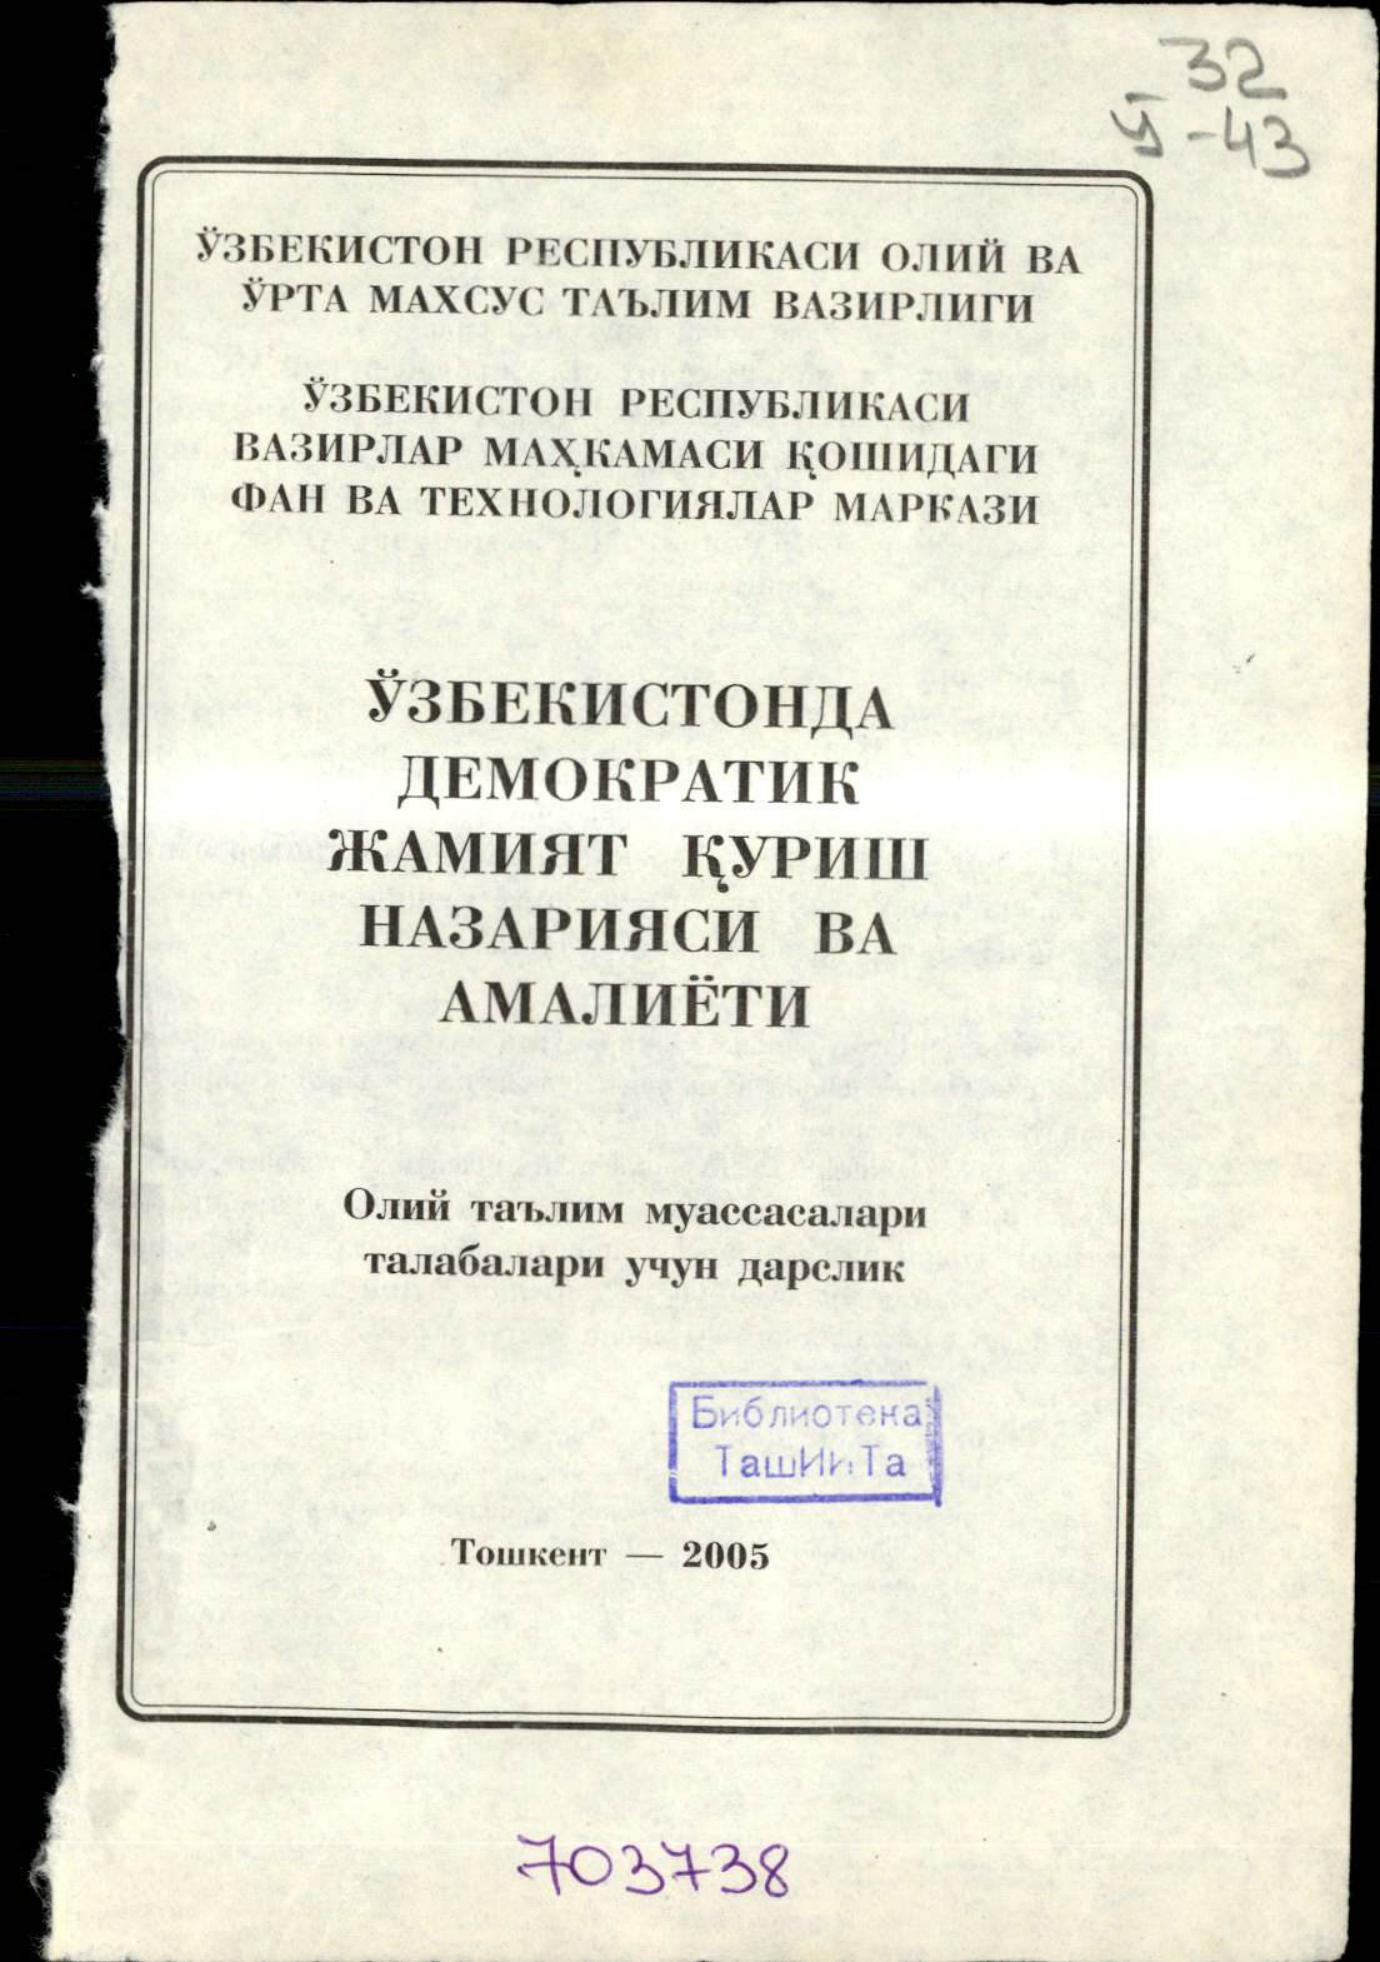 32
-43
ЎЗБЕКИСТОН РЕСПУБЛИКАСИ ОЛИЙ ВА
ЎРТА МАХСУС ТАЪЛИМ ВАЗИРЛИГИ
ЎЗБЕКИСТОН РЕСПУБЛИКАСИ
ВАЗИРЛАР МАҲКАМАСИ ҚОШИДАГИ
ФАН ВА ТЕХНОЛОГИЯЛАР МАРКАЗИ
ЎЗБЕКИСТОНДА
ДЕМОКРАТИК
ЖАМИЯТ ҚУРИШ
НАЗАРИЯСИ ВА
АМАЛИЁТИ
Олий таълим муассасалари
талабалари учун дарслик
Библиотека
ТашИИТа
Тошкент — 2005
703738